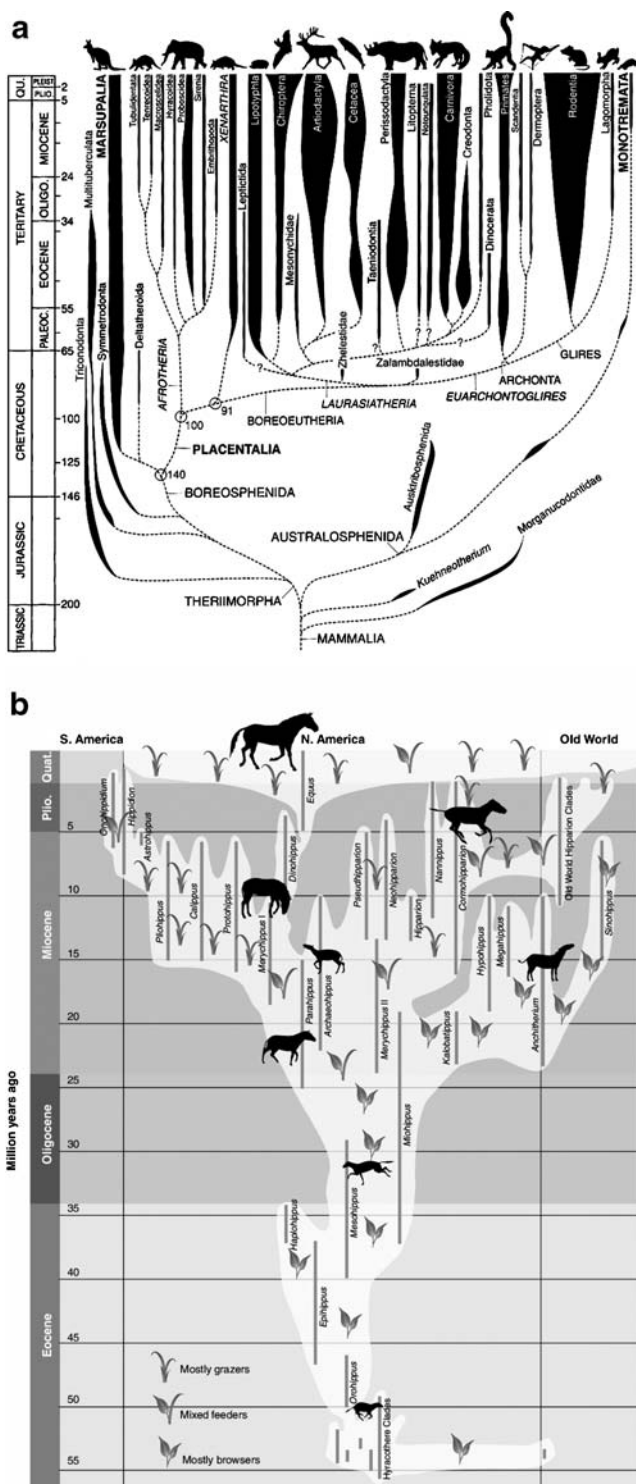 a
QU.
PLEIST.
PLIO.
TERTIARY
MIOCENE
OLIGO.
EOCENE
PALEOC.
CRETACEOUS
JURASSIC
TRIASSIC
2
5
24
34
55
65
100
125
146
200
Multituberculata
MARSUPIALIA
Tubulidentata
Tenrecoidea
Macroscelidea
Hyracoidea
Proboscidea
Sirenia
Embrithopoda
XENARTHRA
Leptictida
Lipotyphla
Chiroptera
Mesonychidae
Artiodactyla
Cetacea
Taeniodontia
Perissodactyla
Litopterna
Notoungulata
Carnivora
Creodonta
Pholidota
Dinocerata
Primates
Scandentia
Dermoptera
Rodentia
Lagomorpha
MONOTREMATA
Triconodonta
Symmetrodonta
Deltatheroida
AFROTHERIA
?
?
?
?
?
?
Zhelestidae
Zalambdalestidae
GLIRES
ARCHONTA
EUARCHONTOGLIRES
LAURASIATHERIA
BOREOEUTHERIA
91
100
PLACENTALIA
140
BOREOSPHENIDA
Ausktribosphenida
AUSTRALOSPHENIDA
Morganucodontidae
Kuehneotherium
THERIIMORPHA
MAMMALIA
b
S. America
N. America
Old World
Million years ago
Quat.
Plio.
Miocene
Oligocene
Eocene
5
10
15
20
25
30
35
40
45
50
55
Onohippidium
Hippidion
Astrohippus
Pliohippus
Calippus
Protohippus
Merychippus I
Dinohippus
Equus
Parahippus
Archaeohippus
Pseudhipparion
Neohipparion
Merychippus II
Hipparion
Nannippus
Cormohipparion
Hypohippus
Megahippus
Kalobatippus
Anchitherium
Old World Hipparion Clades
Sinohippus
Miohippus
Mesohippus
Haplohippus
Epihippus
Orohippus
Hyracothere Clades
Mostly grazers
Mixed feeders
Mostly browsers